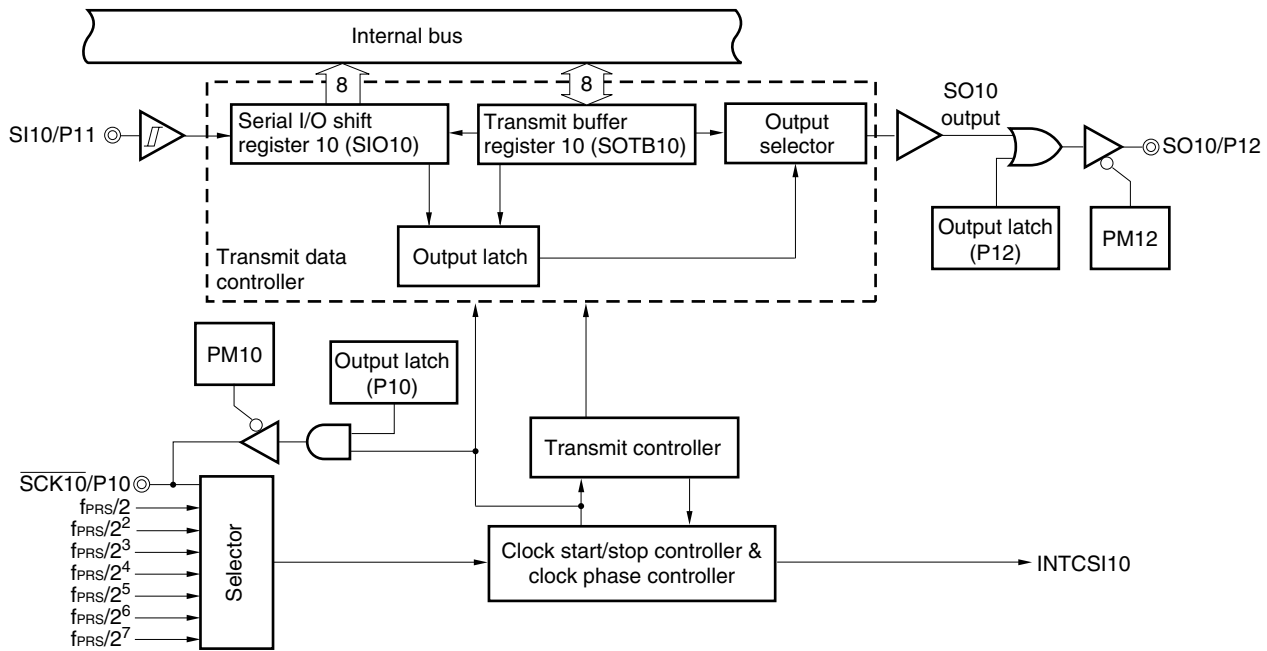 Internal bus
8
8
SI10/P11
Serial I/O shift
register 10 (SIO10)
Transmit buffer
register 10 (SOTB10)
Output
selector
SO10
output
SO10/P12
Output latch
Output latch
(P12)
PM12
Transmit data
controller
PM10
Output latch
(P10)
Transmit controller
SCK10/P10
fPRS/2
fPRS/2²
fPRS/2³
fPRS/2⁴
fPRS/2⁵
fPRS/2⁶
fPRS/2⁷
Selector
Clock start/stop controller &
clock phase controller
INTCSI10